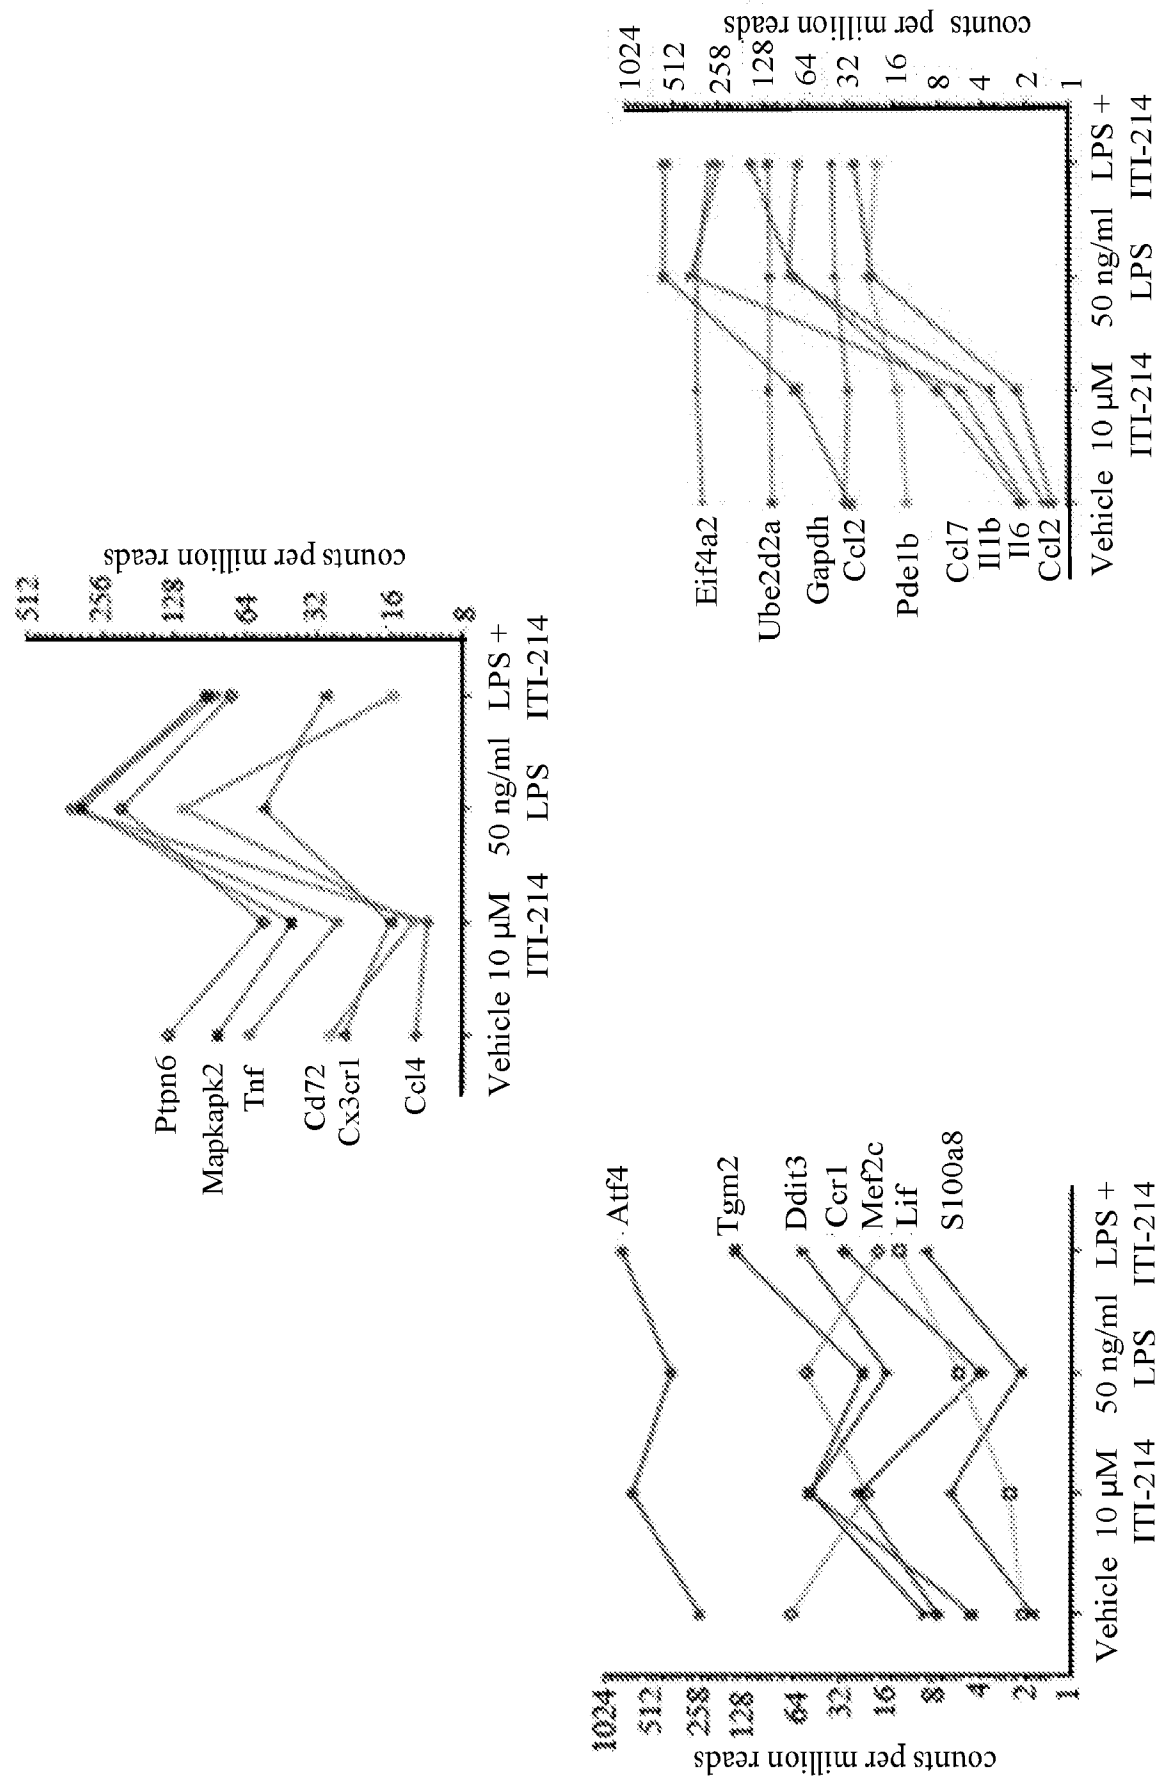 counts per million reads
512
256
128
64
32
16
8
Ptpn6
Mapkapk2
Tnf
Cd72
Cx3cr1
Ccl4
Vehicle 10 µM 50 ng/ml LPS +
ITI-214 LPS ITI-214
counts per million reads
1024
512
258
128
64
32
16
8
4
2
1
Atf4
Tgm2
Ddit3
Ccr1
Mef2c
Lif
S100a8
Vehicle 10 µM 50 ng/ml LPS +
ITI-214 LPS ITI-214
counts per million reads
1024
512
258
128
64
32
16
8
4
2
1
Eif4a2
Ube2d2a
Gapdh
Ccl2
Pde1b
Ccl7
Il1b
Il6
Ccl2
Vehicle 10 µM 50 ng/ml LPS +
ITI-214 LPS ITI-214